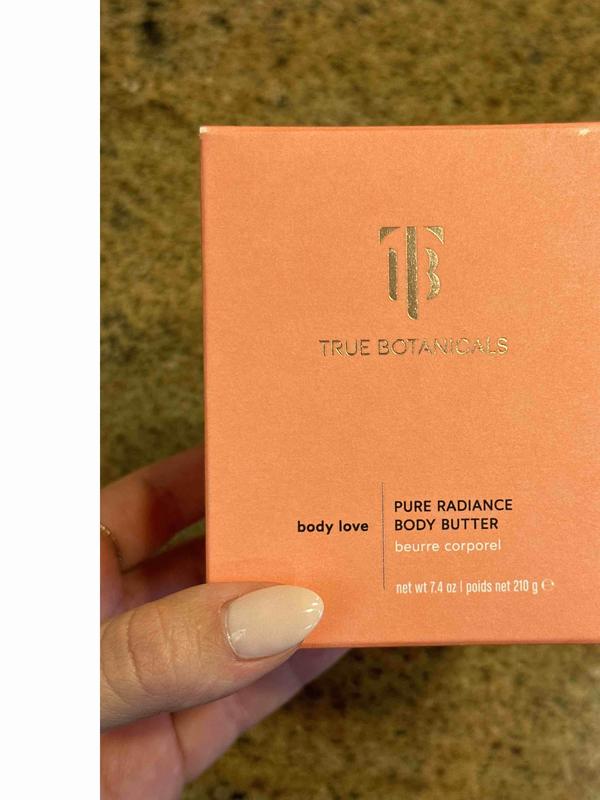 TB
TRUE BOTANICALS
body love
PURE RADIANCE
BODY BUTTER
beurre corporel
net wt 7.4 oz | poids net 210 g ℮